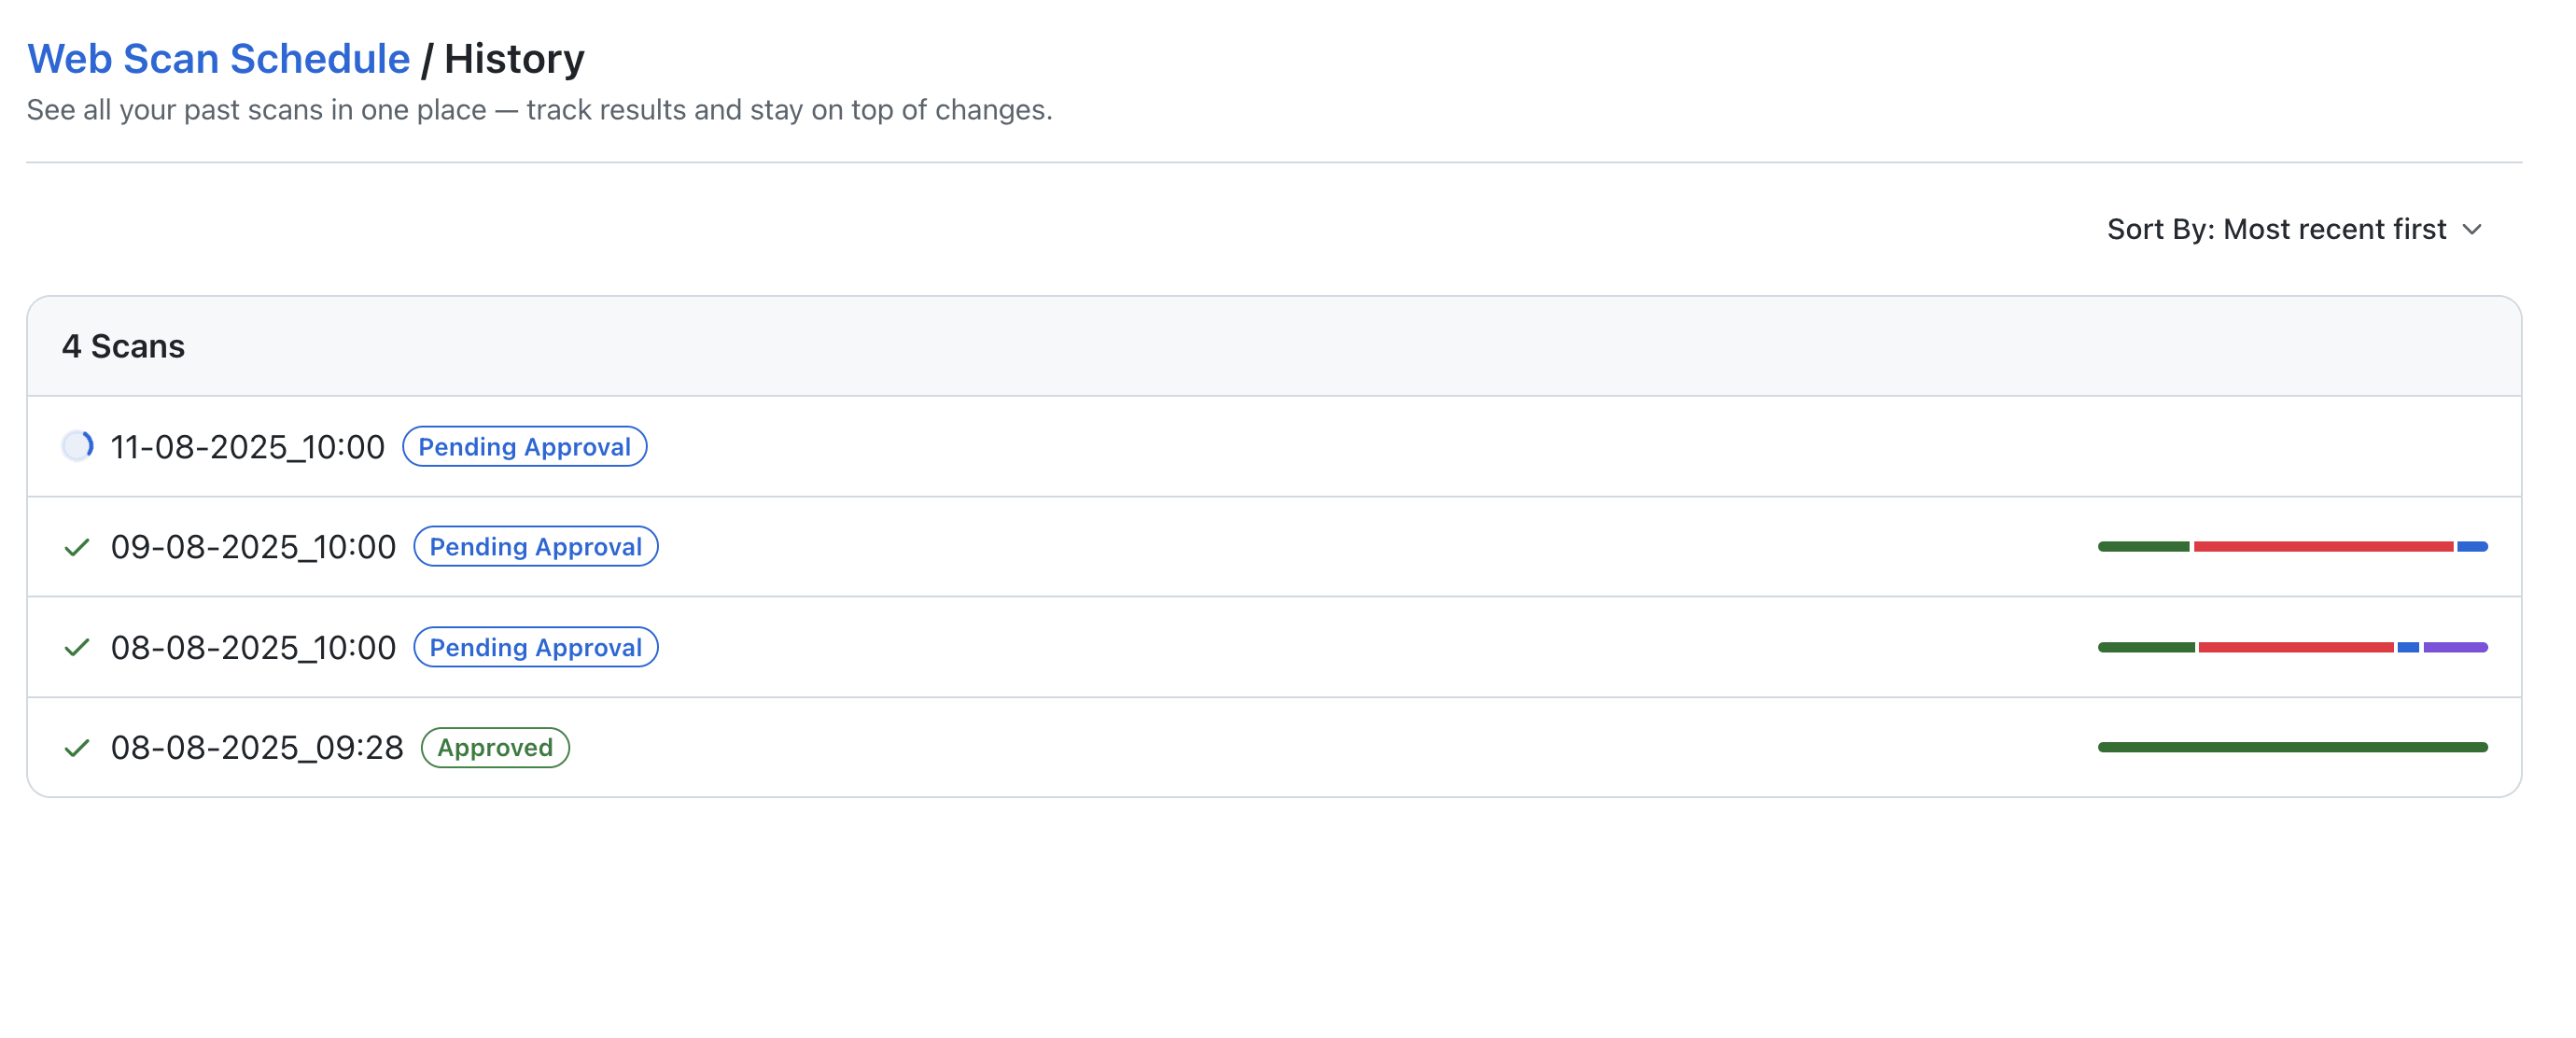 Web Scan Schedule / History
See all your past scans in one place — track results and stay on top of changes.
Sort By: Most recent first
4 Scans
11-08-2025_10:00 Pending Approval
09-08-2025_10:00 Pending Approval
08-08-2025_10:00 Pending Approval
08-08-2025_09:28 Approved